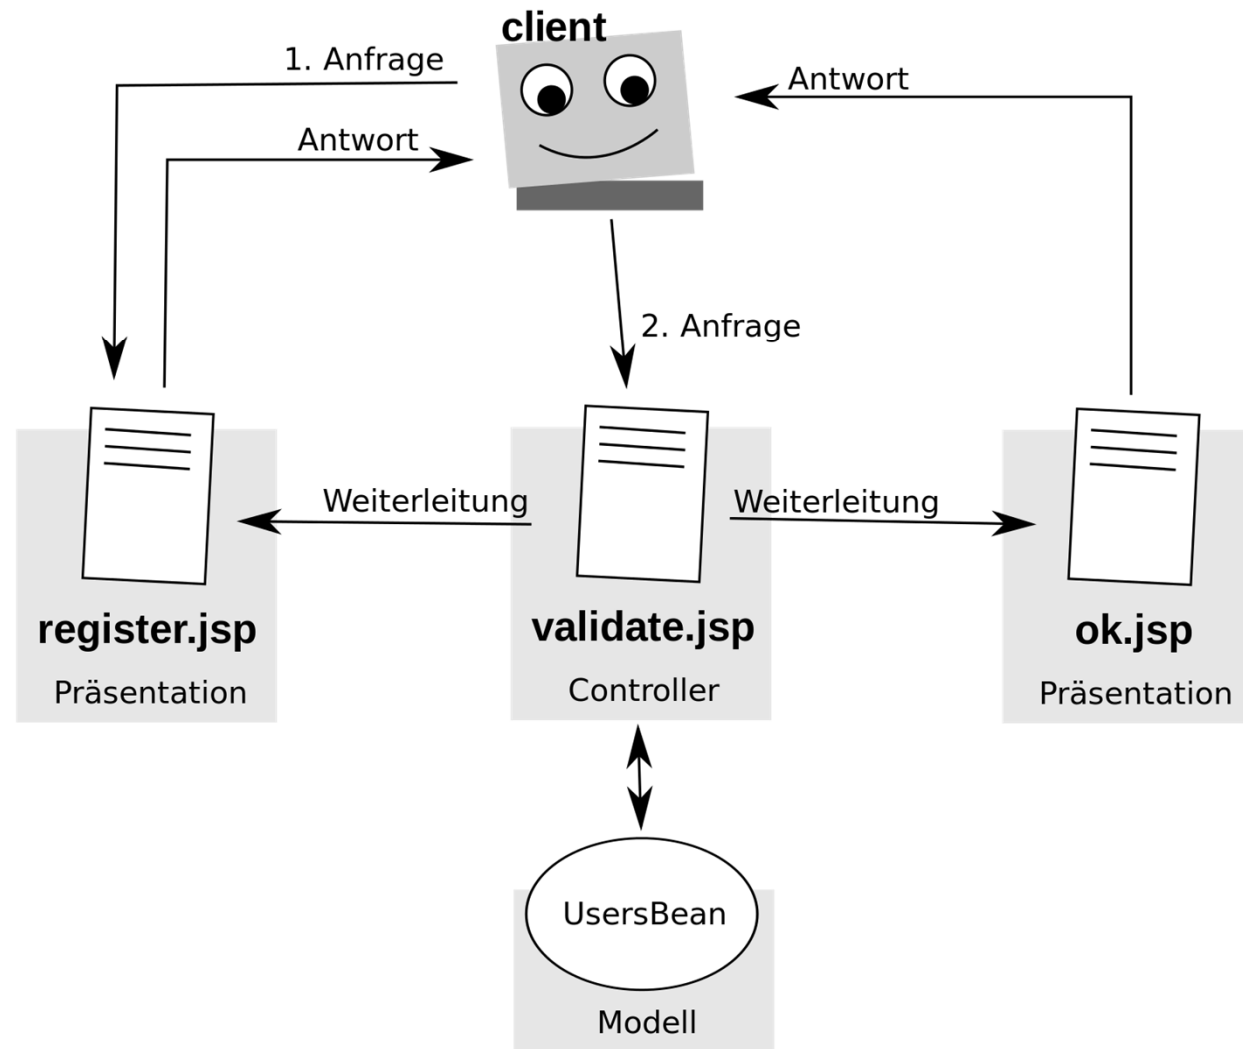 client
1. Anfrage
Antwort
Antwort
2. Anfrage
Weiterleitung
Weiterleitung
register.jsp
validate.jsp
ok.jsp
Präsentation
Controller
Präsentation
UsersBean
Modell